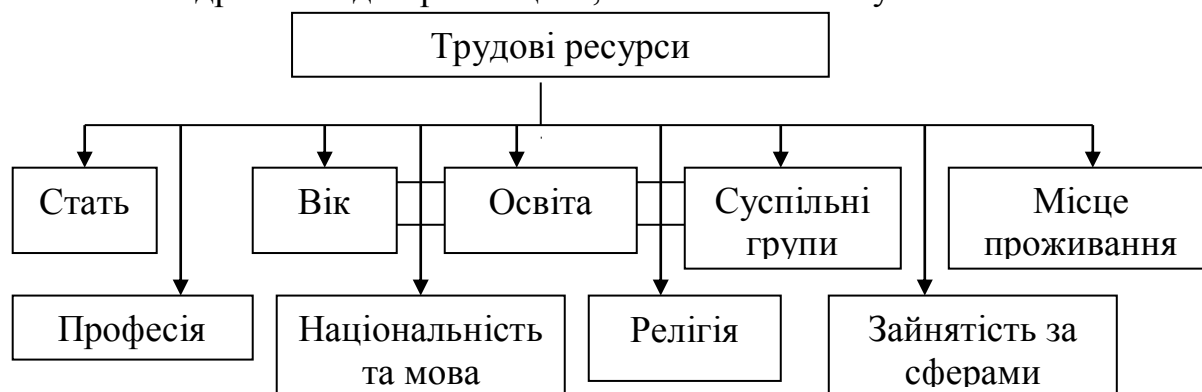 Трудові ресурси
Стать
Вік
Освіта
Суспільні
групи
Місце
проживання
Професія
Національність
та мова
Релігія
Зайнятість за
сферами